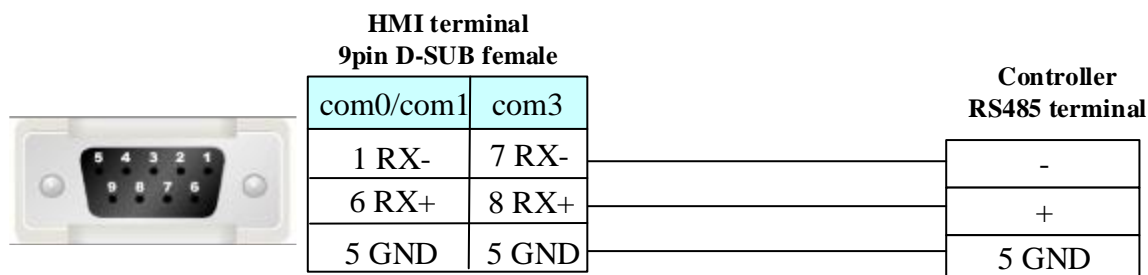 HMI terminal
9pin D-SUB female
Controller
RS485 terminal
com0/com1 com3
5 4 3 2 1
9 8 7 6
1 RX- 7 RX-
6 RX+ 8 RX+
5 GND 5 GND
-
+
5 GND